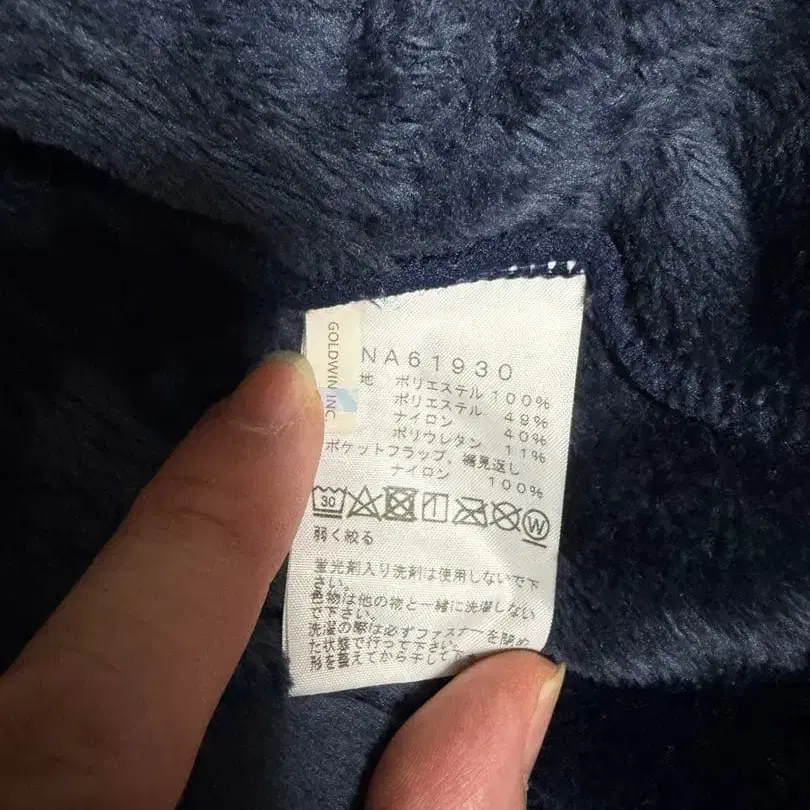 GOLDWIN INC.
NA61930
地 ポリエステル 100%
ポリエステル 49%
ナイロン 40%
ポリウレタン 11%
ポケットフラップ、裾見返し
ナイロン 100%
30
W
弱く絞る
蛍光剤入り洗剤は使用しないで下
さい。
色物は他の物と一緒に洗濯しない
で下さい。
洗濯の際は必ずファスナーを閉め
た状態で行って下さい。
形を整えてから干して下